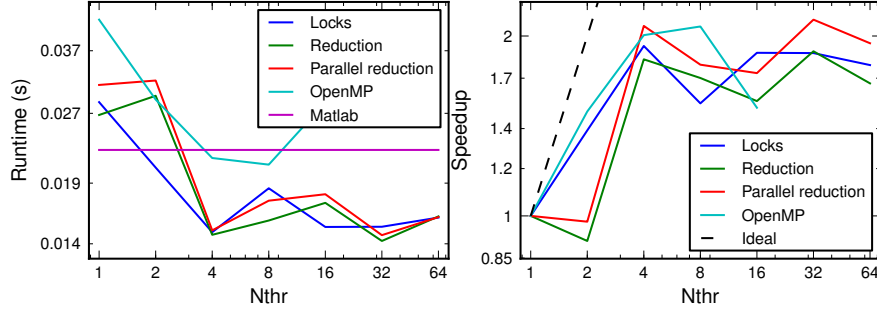 Runtime (s)
0.037
0.027
0.019
0.014
1 2 4 8 16 32 64
Nthr
Locks
Reduction
Parallel reduction
OpenMP
Matlab
Speedup
2
1.7
1.4
1.2
1
0.85
1 2 4 8 16 32 64
Nthr
Locks
Reduction
Parallel reduction
OpenMP
Ideal